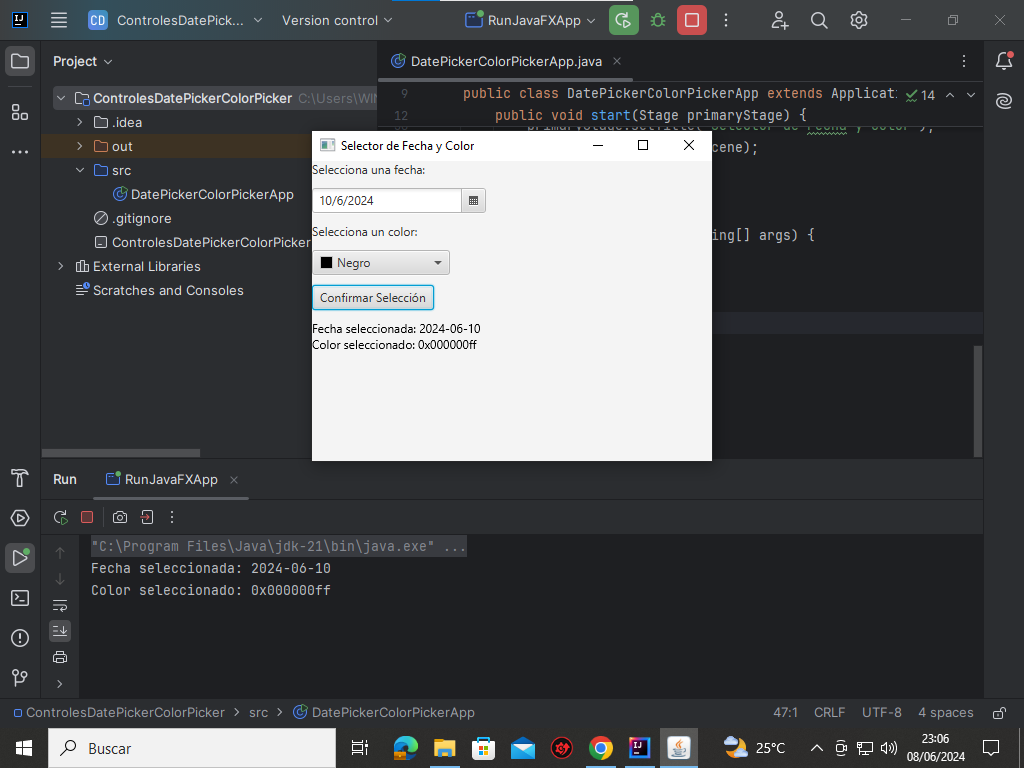 CD ControlesDatePick... Version control RunJavaFXApp
Project
DatePickerColorPickerApp.java
ControlesDatePickerColorPicker C:\Users\WI
.idea
out
src
DatePickerColorPickerApp
.gitignore
ControlesDatePickerColorPicker
External Libraries
Scratches and Consoles
9 public class DatePickerColorPickerApp extends Applicat
14
12 public void start(Stage primaryStage) {
cene);
ing[] args) {
Selector de Fecha y Color
Selecciona una fecha:
10/6/2024
Selecciona un color:
Negro
Confirmar Selección
Fecha seleccionada: 2024-06-10
Color seleccionado: 0x000000ff
Run RunJavaFXApp
"C:\Program Files\Java\jdk-21\bin\java.exe" ...
Fecha seleccionada: 2024-06-10
Color seleccionado: 0x000000ff
ControlesDatePickerColorPicker > src > DatePickerColorPickerApp 47:1 CRLF UTF-8 4 spaces
Buscar
25°C
23:06
08/06/2024